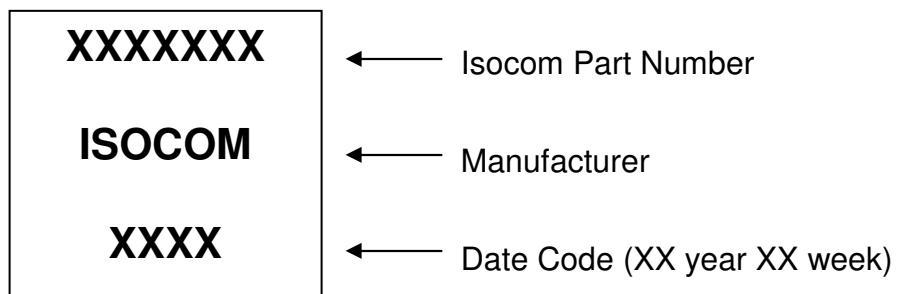 XXXXXXX
Isocom Part Number
ISOCOM
Manufacturer
XXXX
Date Code (XX year XX week)